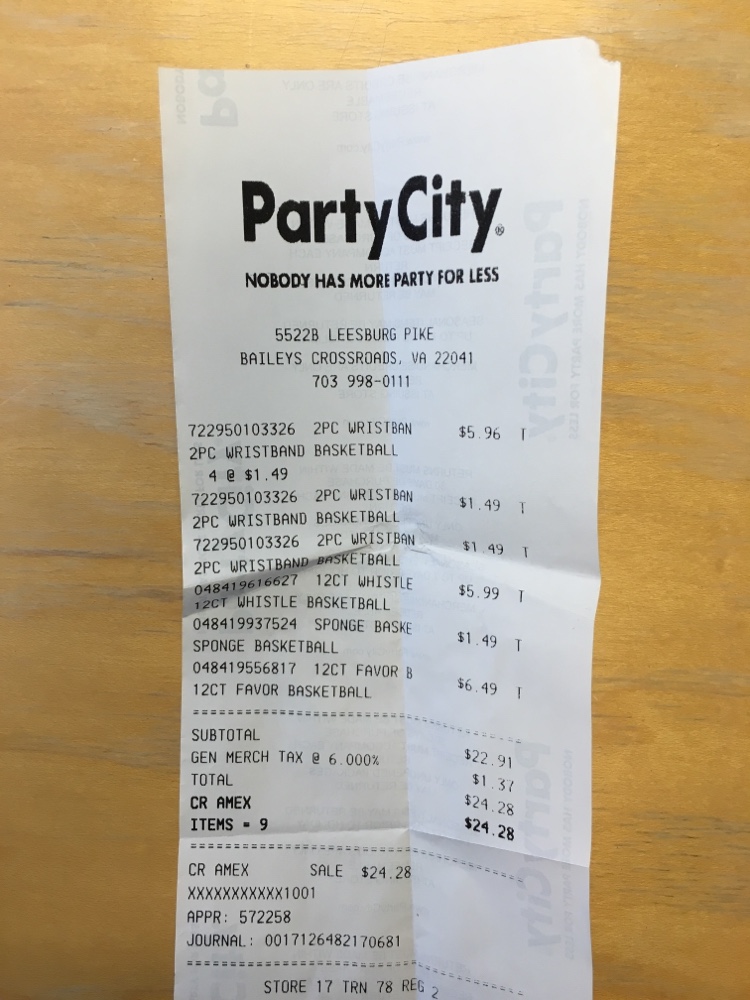 Party City®
NOBODY HAS MORE PARTY FOR LESS
5522B LEESBURG PIKE
BAILEYS CROSSROADS, VA 22041
703 998-0111
722950103326 2PC WRISTBAN $5.96 T
2PC WRISTBAND BASKETBALL
4 @ $1.49
722950103326 2PC WRISTBAN $1.49 T
2PC WRISTBAND BASKETBALL
722950103326 2PC WRISTBAN $1.49 T
2PC WRISTBAND BASKETBALL
048419616627 12CT WHISTLE $5.99 T
12CT WHISTLE BASKETBALL
048419937524 SPONGE BASKE $1.49 T
SPONGE BASKETBALL
048419556817 12CT FAVOR B $6.49 T
12CT FAVOR BASKETBALL
SUBTOTAL $22.91
GEN MERCH TAX @ 6.000% $1.37
TOTAL $24.28
CR AMEX $24.28
ITEMS = 9
CR AMEX SALE $24.28
XXXXXXXXXXX1001
APPR: 572258
JOURNAL: 0017126482170681
STORE 17 TRN 78 REG 2